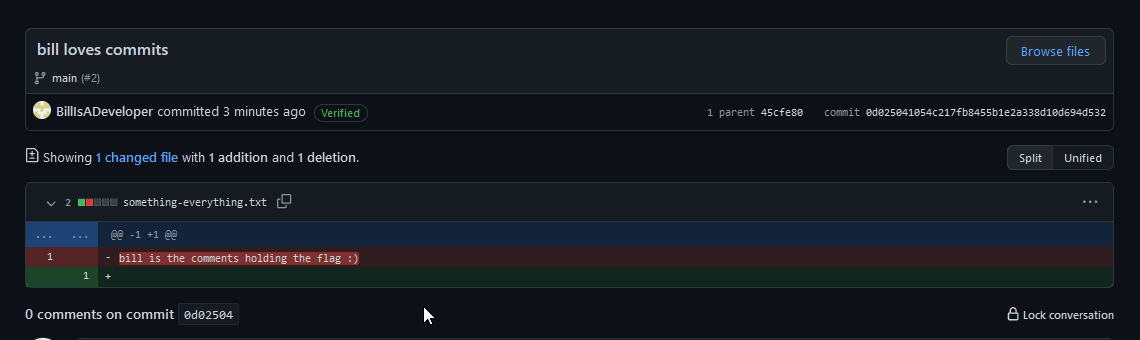 bill loves commits
Browse files
main (#2)
BillIsADeveloper committed 3 minutes ago Verified
1 parent 45cfe80 commit 0d025041054c217fb8455b1e2a338d10d694d532
Showing 1 changed file with 1 addition and 1 deletion.
Split Unified
2 something-everything.txt ...
... ... @@ -1 +1 @@
1 - bill is the comments holding the flag :)
1 +
0 comments on commit 0d02504
Lock conversation